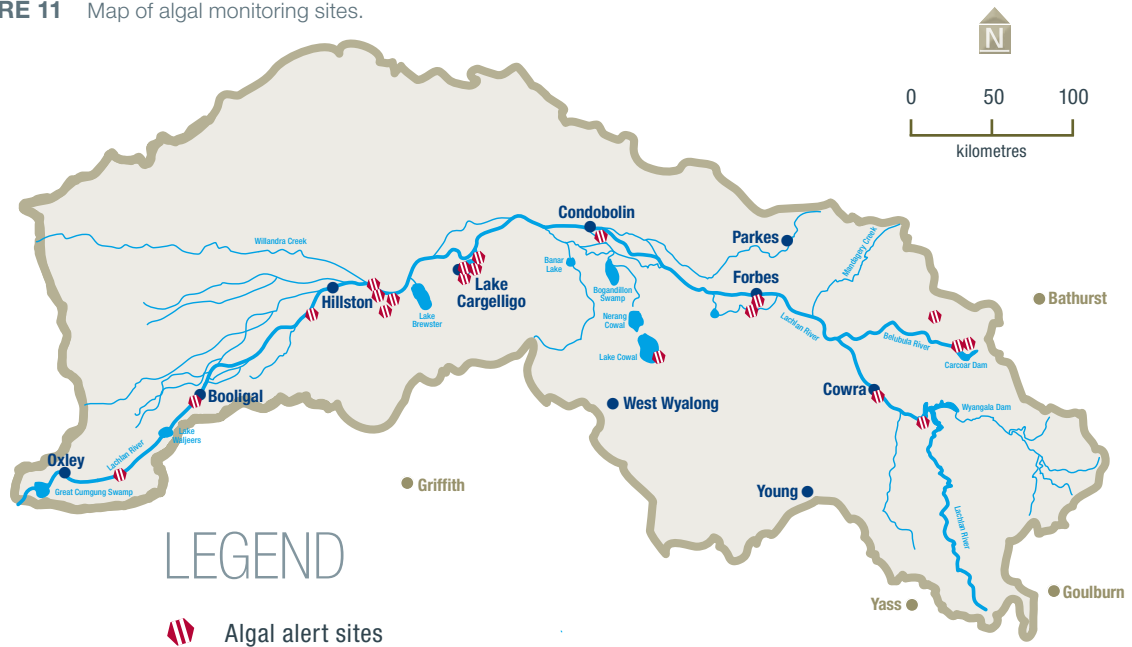 RE 11 Map of algal monitoring sites.
N
0 50 100
kilometres
Condobolin
Parkes
Willandra Creek
Mandagery Creek
Banar
Lake
Forbes
Lake
Cargelligo
Bogandillon
Swamp
Bathurst
Hillston
Lake
Brewster
Nerang
Cowal
Lachlan River
Belubula River
Lake Cowal
Carcoar Dam
Booligal
Cowra
West Wyalong
Wyangala Dam
Lake
Waljeers
Lachlan River
Oxley
Great Cumgung Swamp
Griffith
Young
Lachlan River
LEGEND
Goulburn
Yass
Algal alert sites